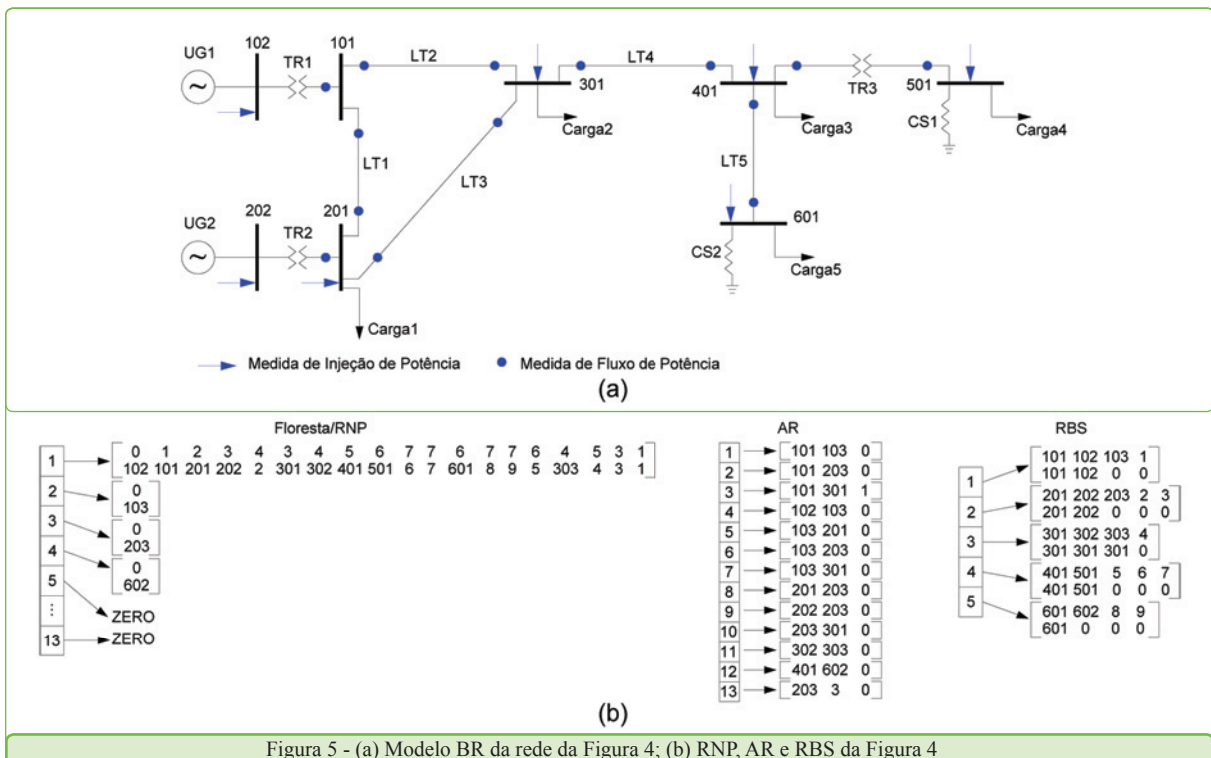 102
101
UG1
TR1
LT2
LT4
301
401
TR3
501
Carga2
Carga3
CS1
Carga4
LT1
LT3
LT5
202
201
UG2
TR2
601
CS2
Carga5
Carga1
Medida de Injeção de Potência
Medida de Fluxo de Potência
(a)
Floresta/RNP
1
0 1 2 3 4 3 4 5 6 7 7 6 7 7 6 4 5 3 1
102 101 201 202 2 301 302 401 501 6 7 601 8 9 5 303 4 3 1
2
0
103
3
0
203
4
0
602
5
ZERO
⋮
13
ZERO
AR
1 101 103 0
2 101 203 0
3 101 301 1
4 102 103 0
5 103 201 0
6 103 203 0
7 103 301 0
8 201 203 0
9 202 203 0
10 203 301 0
11 302 303 0
12 401 602 0
13 203 3 0
RBS
1
101 102 103 1
101 102 0 0
2
201 202 203 2 3
201 202 0 0 0
3
301 302 303 4
301 301 301 0
4
401 501 5 6 7
401 501 0 0 0
5
601 602 8 9
601 0 0 0
(b)
Figura 5 - (a) Modelo BR da rede da Figura 4; (b) RNP, AR e RBS da Figura 4